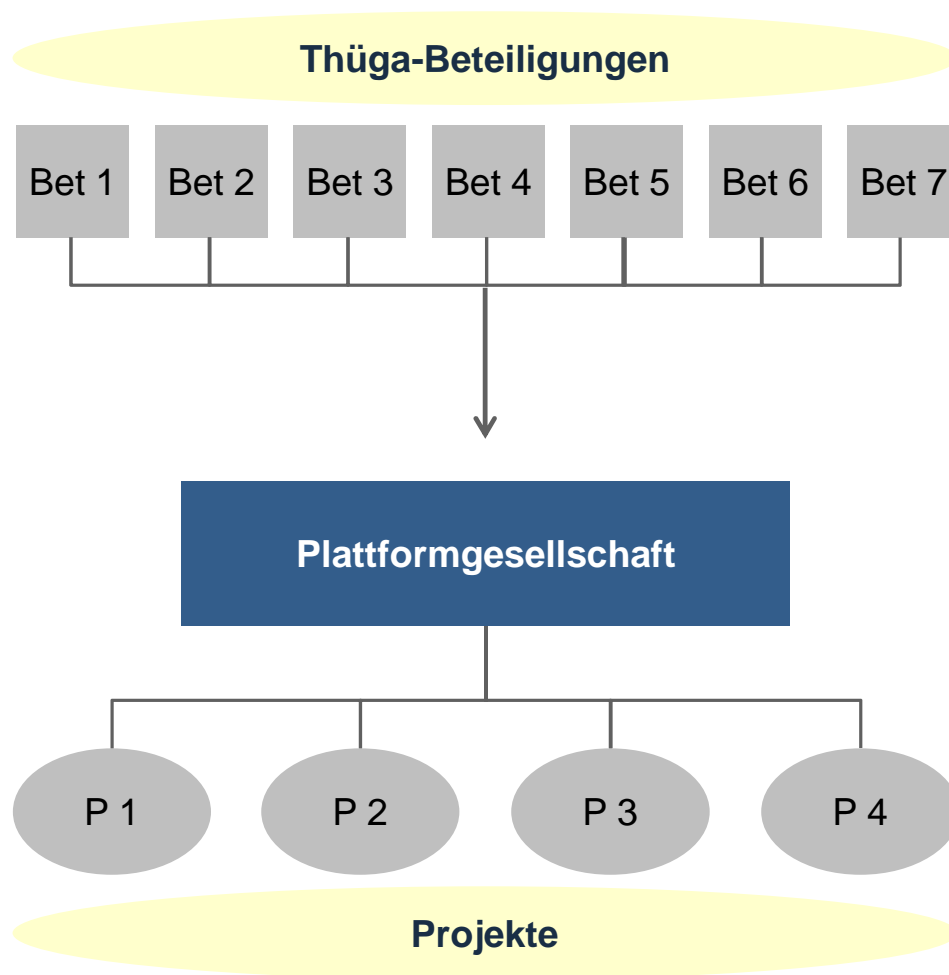 Thüga-Beteiligungen
Bet 1 Bet 2 Bet 3 Bet 4 Bet 5 Bet 6 Bet 7
Plattformgesellschaft
P 1 P 2 P 3 P 4
Projekte